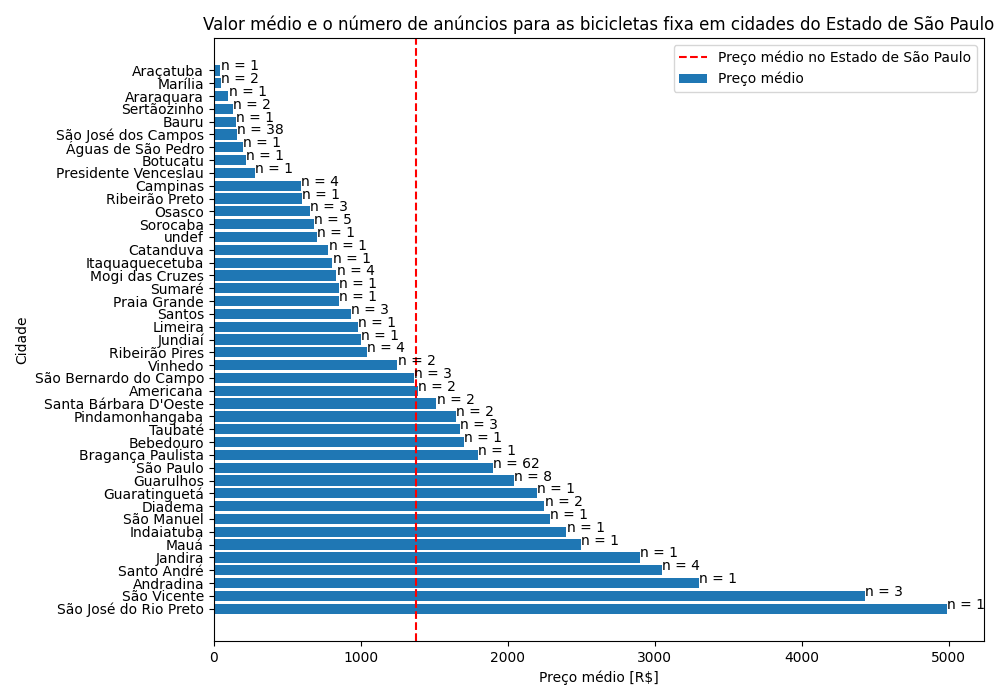 Valor médio e o número de anúncios para as bicicletas fixa em cidades do Estado de São Paulo
Preço médio no Estado de São Paulo
Preço médio
Cidade
Araçatuba n = 1
Marília n = 2
Araraquara n = 1
Sertãozinho n = 2
Bauru n = 1
São José dos Campos n = 38
Águas de São Pedro n = 1
Botucatu n = 1
Presidente Venceslau n = 1
Campinas n = 4
Ribeirão Preto n = 1
Osasco n = 3
Sorocaba n = 5
undef n = 1
Catanduva n = 1
Itaquaquecetuba n = 1
Mogi das Cruzes n = 4
Sumaré n = 1
Praia Grande n = 1
Santos n = 3
Limeira n = 1
Jundiaí n = 1
Ribeirão Pires n = 4
Vinhedo n = 2
São Bernardo do Campo n = 3
Americana n = 2
Santa Bárbara D'Oeste n = 2
Pindamonhangaba n = 2
Taubaté n = 3
Bebedouro n = 1
Bragança Paulista n = 1
São Paulo n = 62
Guarulhos n = 8
Guaratinguetá n = 1
Diadema n = 2
São Manuel n = 1
Indaiatuba n = 1
Mauá n = 1
Jandira n = 1
Santo André n = 4
Andradina n = 1
São Vicente n = 3
São José do Rio Preto n = 1
0 1000 2000 3000 4000 5000
Preço médio [R$]